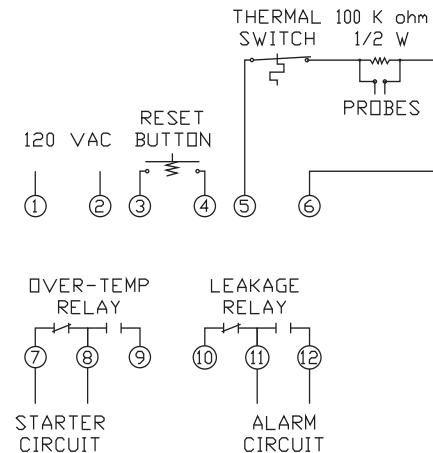 THERMAL
SWITCH
100 K ohm
1/2 W
PROBES
120 VAC
RESET
BUTTON
1
2
3
4
5
6
OVER-TEMP
RELAY
LEAKAGE
RELAY
7
8
9
10
11
12
STARTER
CIRCUIT
ALARM
CIRCUIT